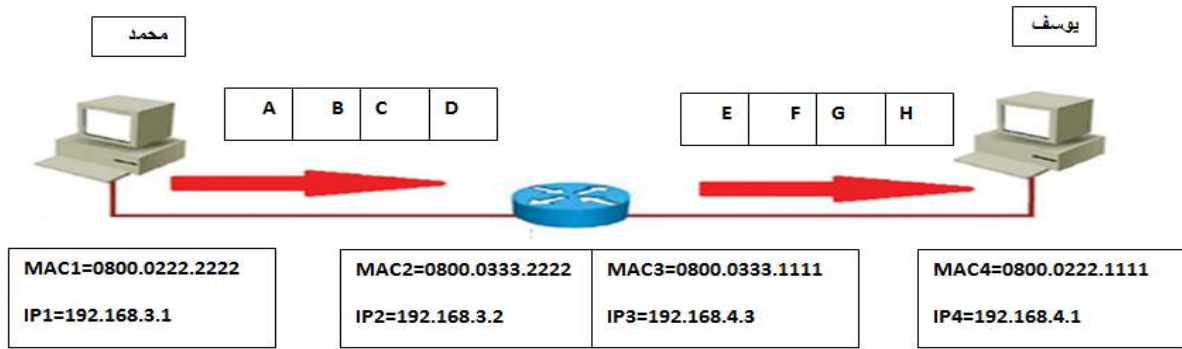 محمد
يوسف
A B C D
E F G H
MAC1=0800.0222.2222
IP1=192.168.3.1
MAC2=0800.0333.2222
IP2=192.168.3.2
MAC3=0800.0333.1111
IP3=192.168.4.3
MAC4=0800.0222.1111
IP4=192.168.4.1